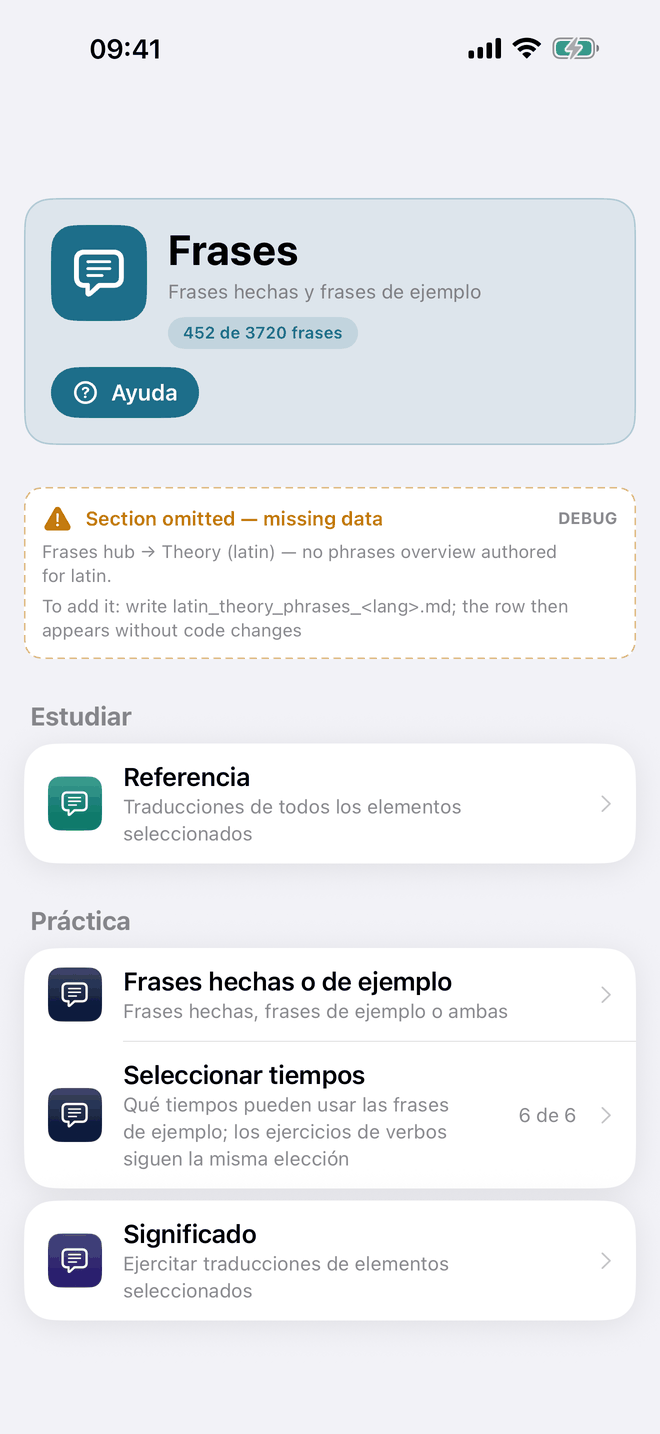 09:41
Frases
Frases hechas y frases de ejemplo
452 de 3720 frases
Ayuda
Section omitted — missing data
DEBUG
Frases hub → Theory (latin) — no phrases overview authored
for latin.
To add it: write latin_theory_phrases_<lang>.md; the row then
appears without code changes
Estudiar
Referencia
Traducciones de todos los elementos
seleccionados
Práctica
Frases hechas o de ejemplo
Frases hechas, frases de ejemplo o ambas
Seleccionar tiempos
Qué tiempos pueden usar las frases
de ejemplo; los ejercicios de verbos
siguen la misma elección
6 de 6
Significado
Ejercitar traducciones de elementos
seleccionados